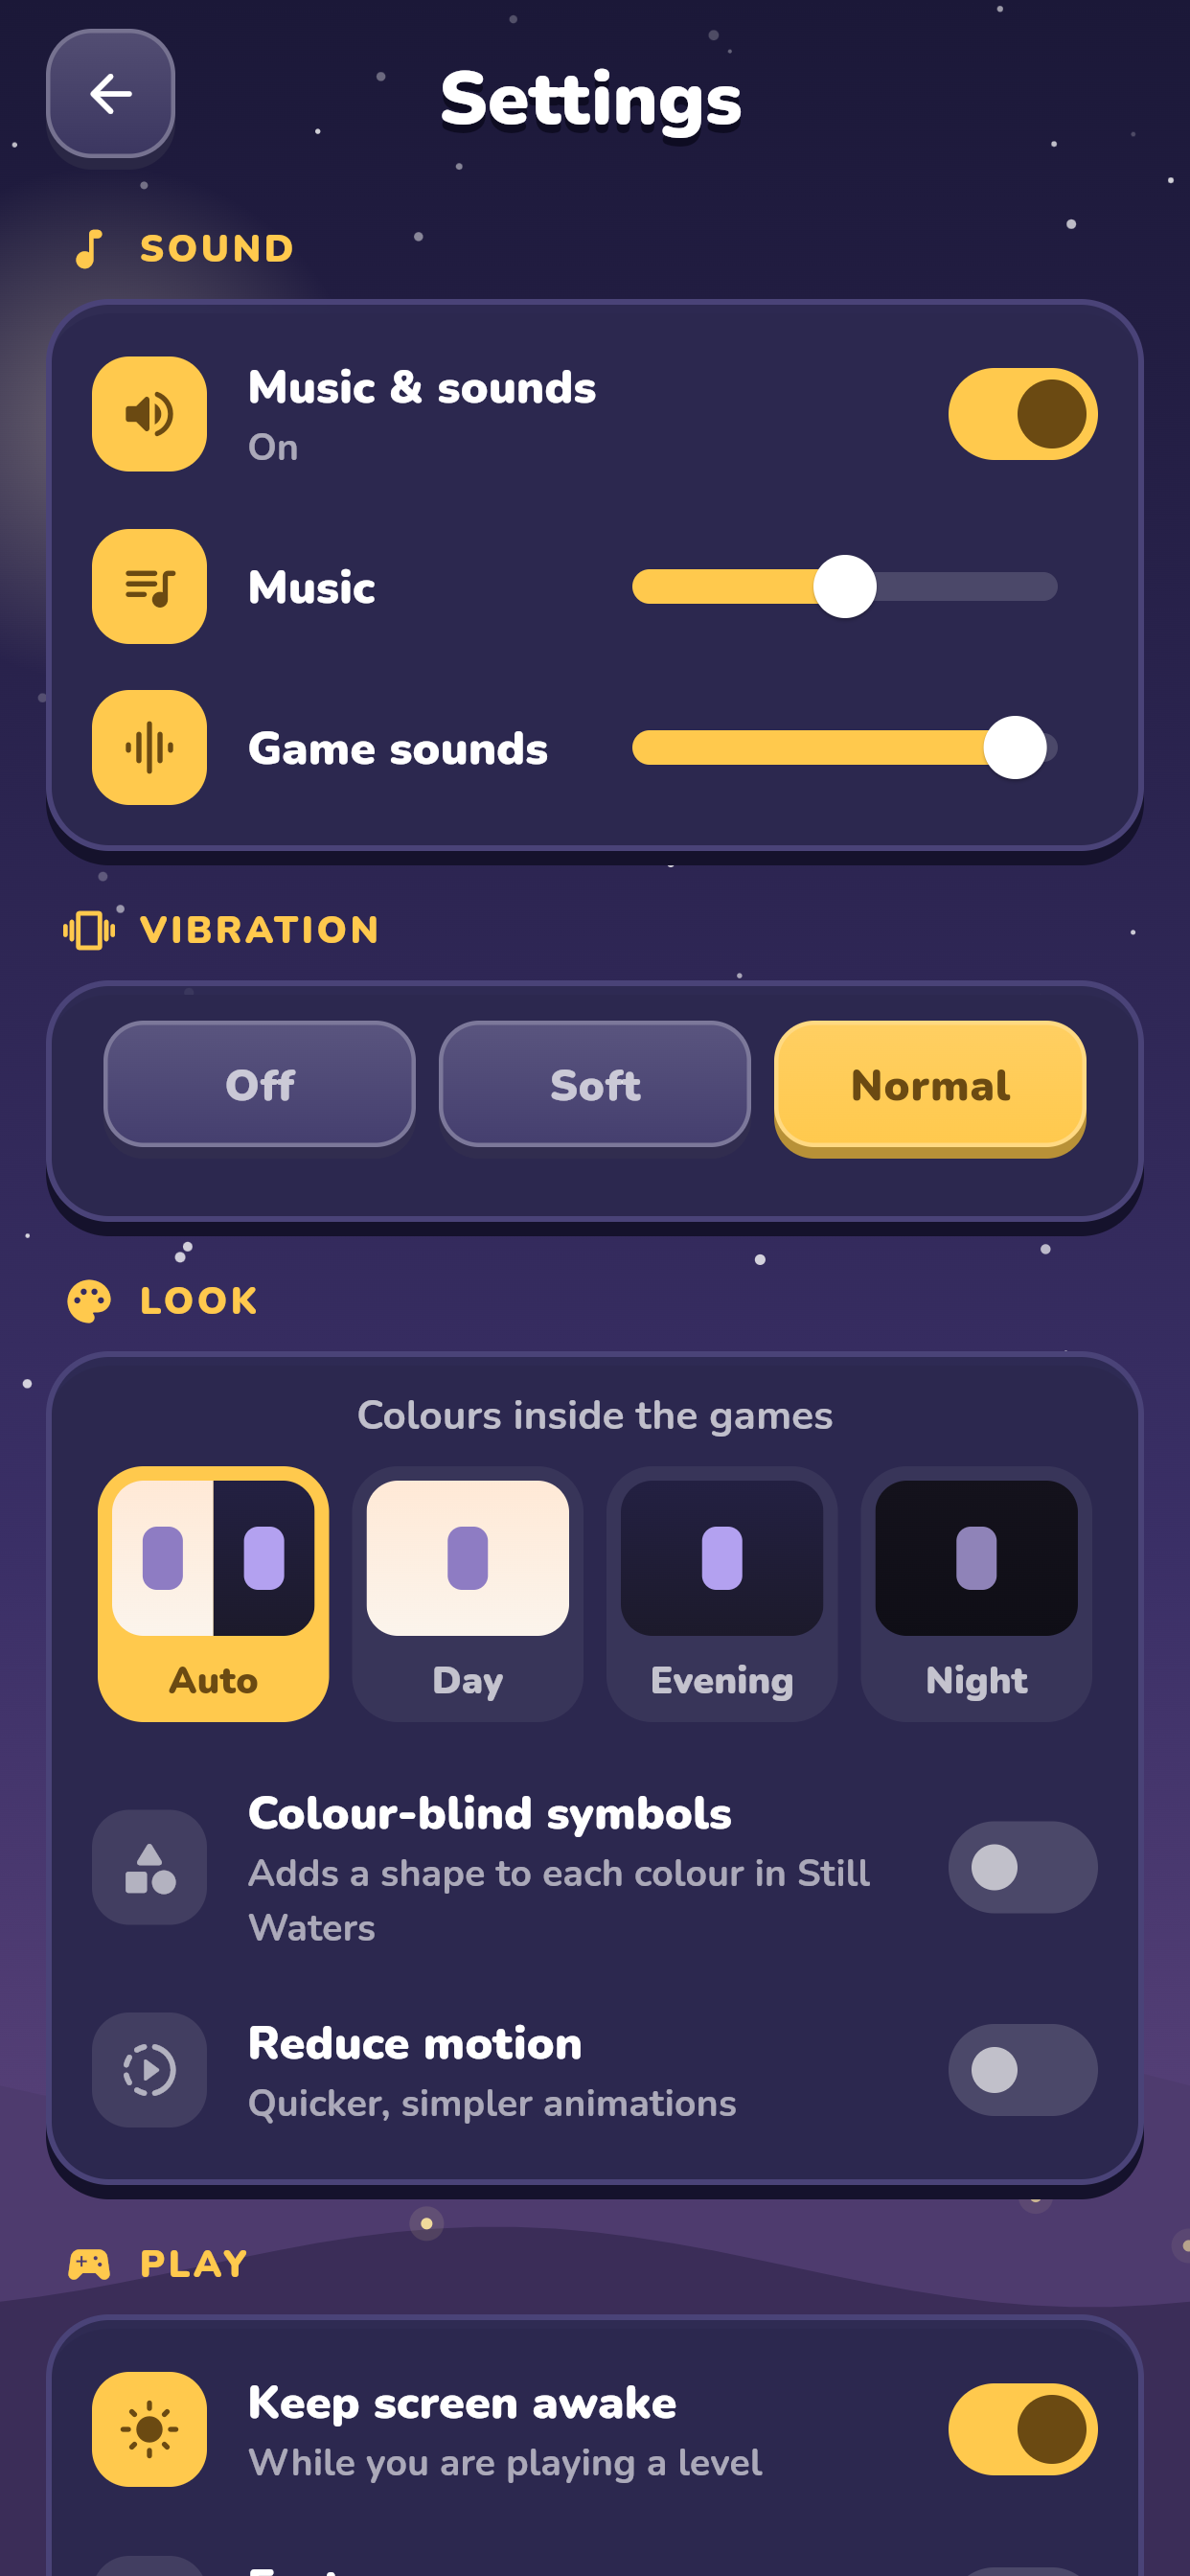 Settings
SOUND
Music & sounds
On
Music
Game sounds
VIBRATION
Off
Soft
Normal
LOOK
Colours inside the games
Auto
Day
Evening
Night
Colour-blind symbols
Adds a shape to each colour in Still
Waters
Reduce motion
Quicker, simpler animations
PLAY
Keep screen awake
While you are playing a level